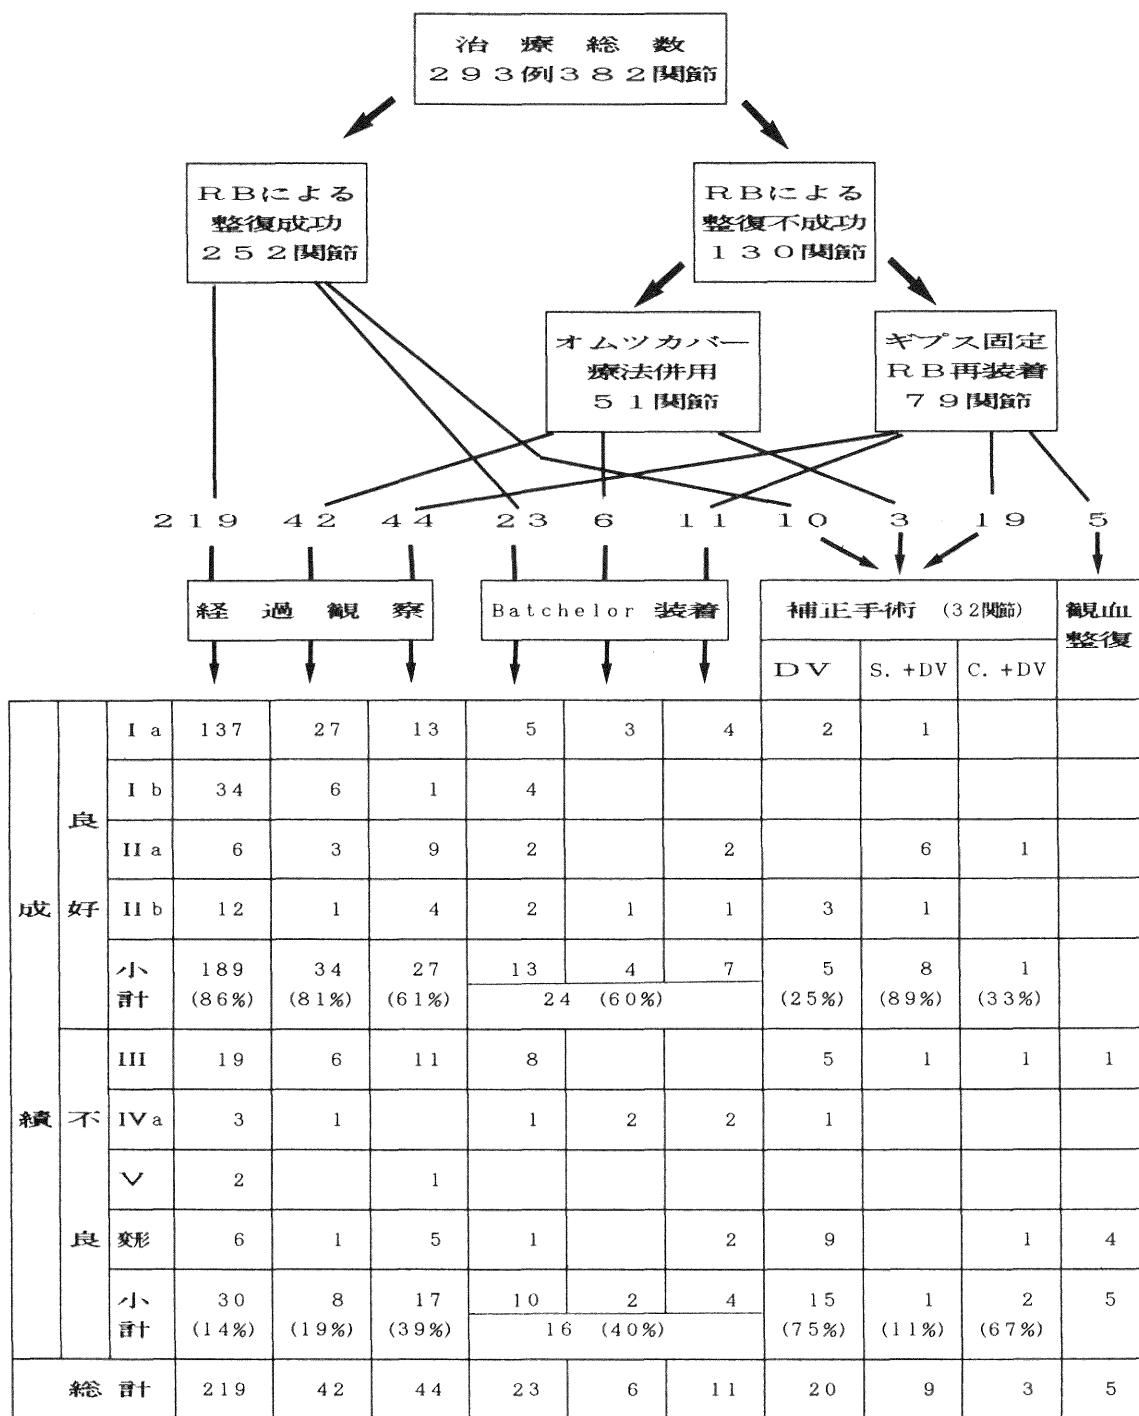 治療総数
293例382関節
RBによる
整復成功
252関節
RBによる
整復不成功
130関節
オムツカバー
療法併用
51関節
ギプス固定
RB再装着
79関節
219 42 44 23 6 11 10 3 19 5
経過観察
Batchelor 装着
補正手術 (32関節)
観血
整復
DV S.+DV C.+DV
成績
良好
Ia 137 27 13 5 3 4 2 1
Ib 34 6 1 4
IIa 6 3 9 2 2 6 1
IIb 12 1 4 2 1 1 3 1
小計 189 34 27 13 4 7 5 8 1
(86%) (81%) (61%) 24 (60%) (25%) (89%) (33%)
不良
III 19 6 11 8 5 1 1 1
IVa 3 1 1 2 2 1
V 2 1
変形 6 1 5 1 2 9 1 4
小計 30 8 17 10 2 4 15 1 2 5
(14%) (19%) (39%) 16 (40%) (75%) (11%) (67%)
総計 219 42 44 23 6 11 20 9 3 5